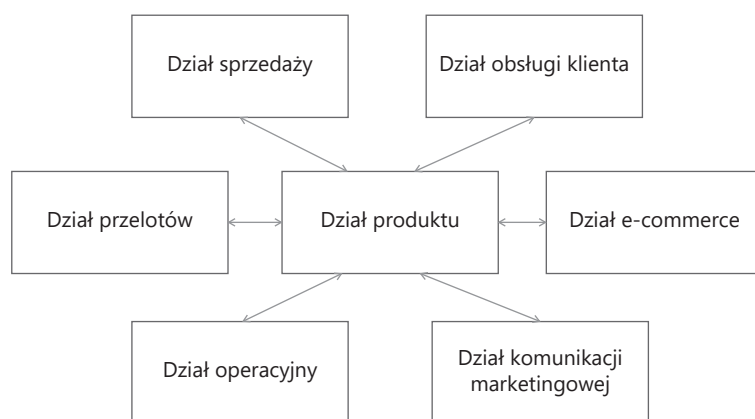 Dział sprzedaży
Dział obsługi klienta
Dział przelotów
Dział produktu
Dział e-commerce
Dział operacyjny
Dział komunikacji
marketingowej